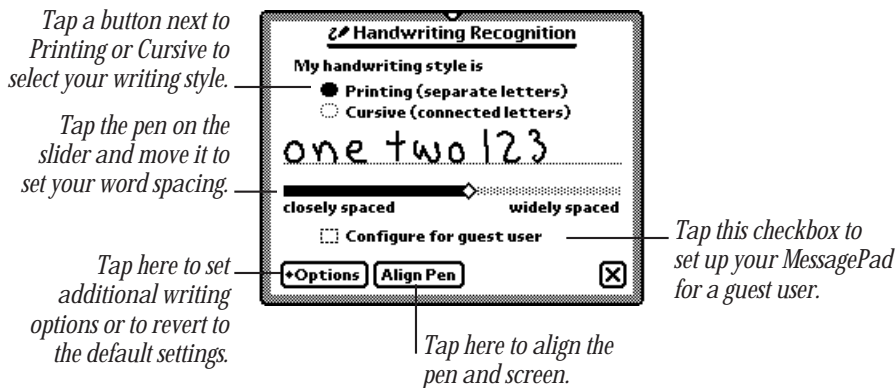 Tap a button next to
Printing or Cursive to
select your writing style.
Tap the pen on the
slider and move it to
set your word spacing.
Tap here to set
additional writing
options or to revert to
the default settings.
Handwriting Recognition
My handwriting style is
Printing (separate letters)
Cursive (connected letters)
one two 123
closely spaced widely spaced
Configure for guest user
Options Align Pen
Tap this checkbox to
set up your MessagePad
for a guest user.
Tap here to align the
pen and screen.